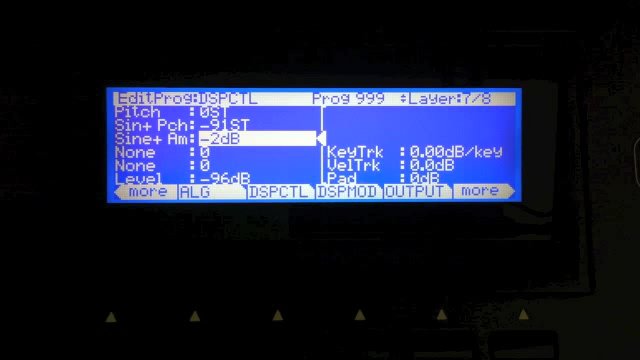 EditProg:DSPCTL Prog 999 Layer:7/8
Pitch :0ST
Sin+ Pch:-91ST
Sine+ Am:-2dB
None :0 KeyTrk :0.00dB/key
None :0 VelTrk :0.0dB
Level :-96dB Pad :0dB
more ALG DSPCTL DSPMOD OUTPUT more